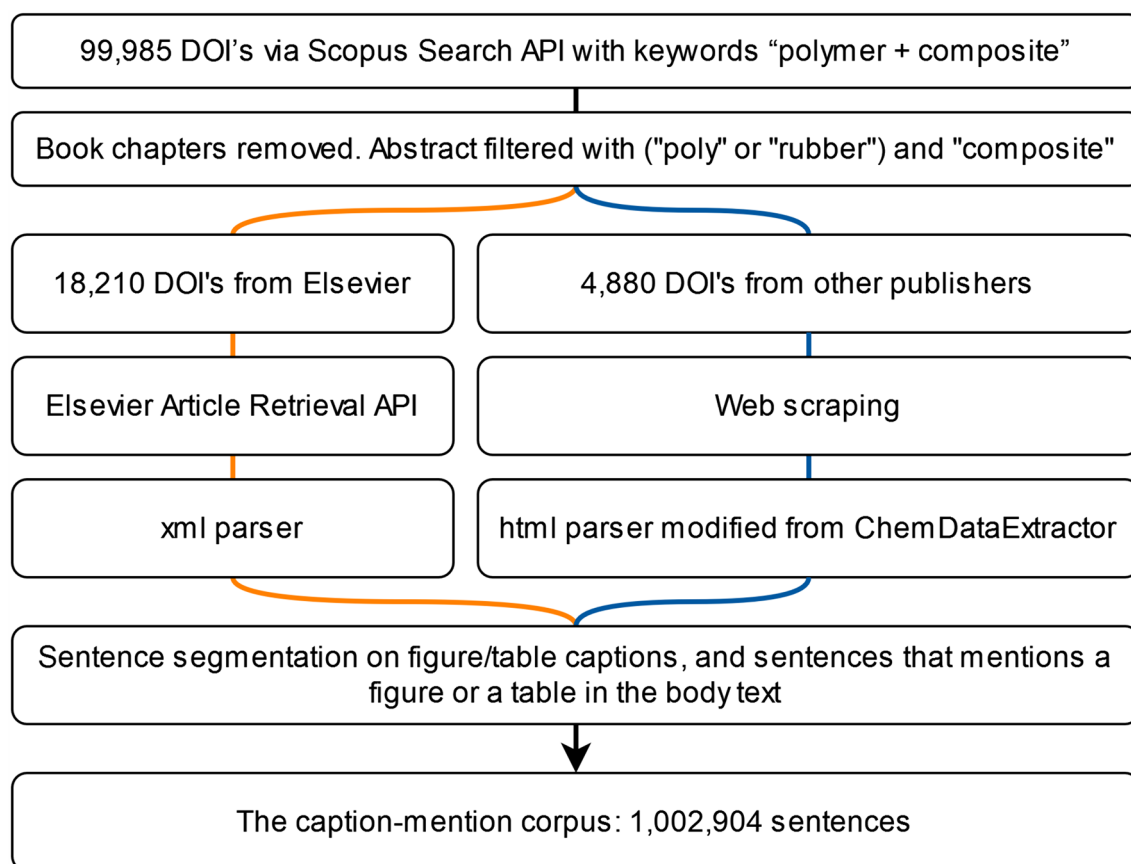 99,985 DOI’s via Scopus Search API with keywords “polymer + composite”
Book chapters removed. Abstract filtered with ("poly" or "rubber") and "composite"
18,210 DOI's from Elsevier
4,880 DOI's from other publishers
Elsevier Article Retrieval API
Web scraping
xml parser
html parser modified from ChemDataExtractor
Sentence segmentation on figure/table captions, and sentences that mentions a
figure or a table in the body text
The caption-mention corpus: 1,002,904 sentences